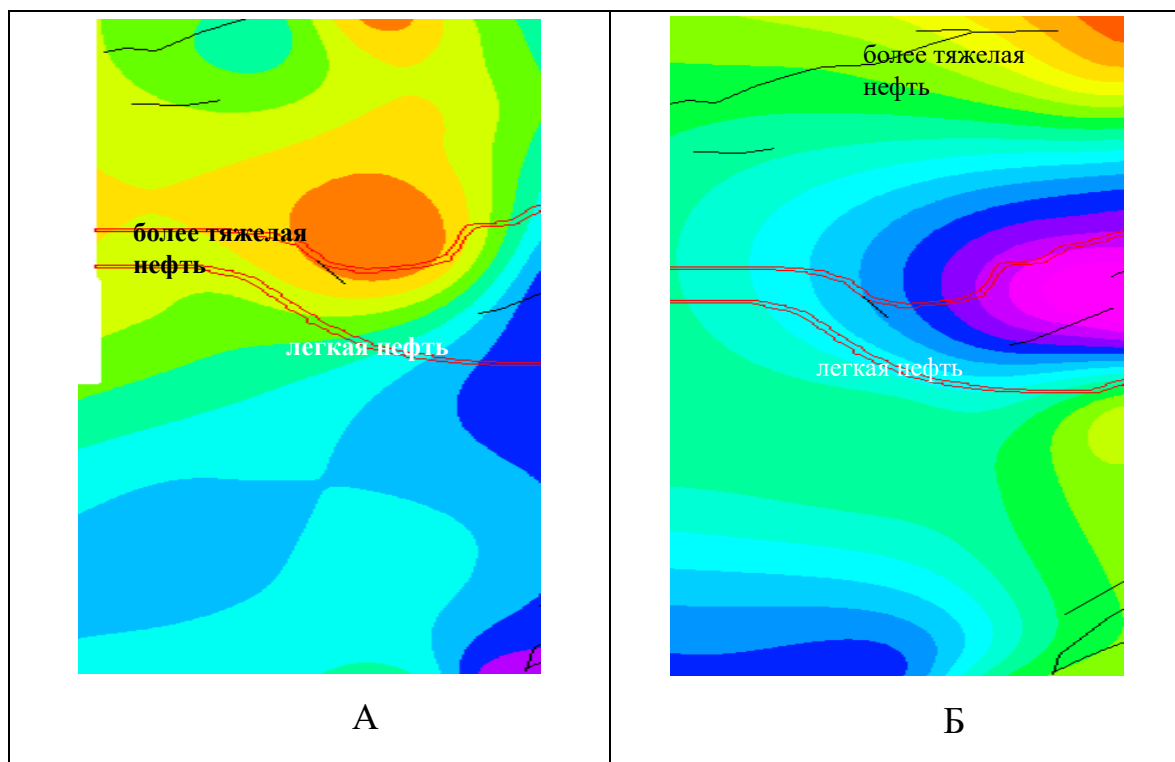 более тяжелая
нефть
легкая нефть
А
более тяжелая
нефть
легкая нефть
Б